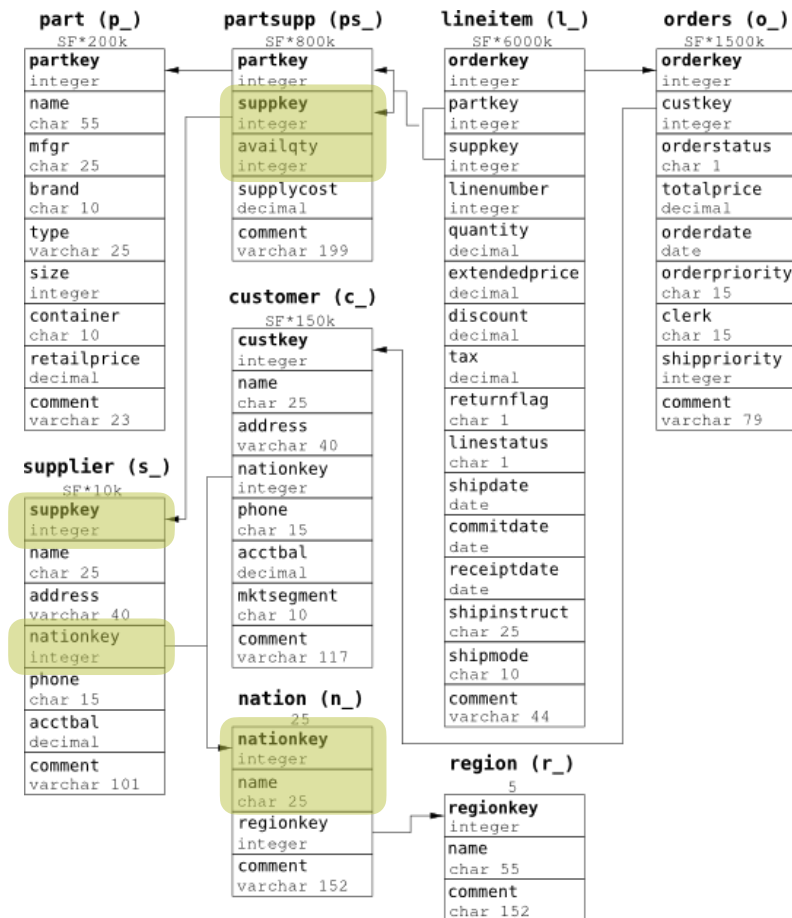 part (p_)
SF*200k
partkey
integer
name
char 55
mfgr
char 25
brand
char 10
type
varchar 25
size
integer
container
char 10
retailprice
decimal
comment
varchar 23
partsupp (ps_)
SF*800k
partkey
integer
suppkey
integer
availqty
integer
supplycost
decimal
comment
varchar 199
lineitem (l_)
SF*6000k
orderkey
integer
partkey
integer
suppkey
integer
linenumber
integer
quantity
decimal
extendedprice
decimal
discount
decimal
tax
decimal
returnflag
char 1
linestatus
char 1
shipdate
date
commitdate
date
receiptdate
date
shipinstruct
char 25
shipmode
char 10
comment
varchar 44
orders (o_)
SF*1500k
orderkey
integer
custkey
integer
orderstatus
char 1
totalprice
decimal
orderdate
date
orderpriority
char 15
clerk
char 15
shippriority
integer
comment
varchar 79
customer (c_)
SF*150k
custkey
integer
name
char 25
address
varchar 40
nationkey
integer
phone
char 15
acctbal
decimal
mktsegment
char 10
comment
varchar 117
supplier (s_)
SF*10k
suppkey
integer
name
char 25
address
varchar 40
nationkey
integer
phone
char 15
acctbal
decimal
comment
varchar 101
nation (n_)
25
nationkey
integer
name
char 25
regionkey
integer
comment
varchar 152
region (r_)
5
regionkey
integer
name
char 55
comment
char 152